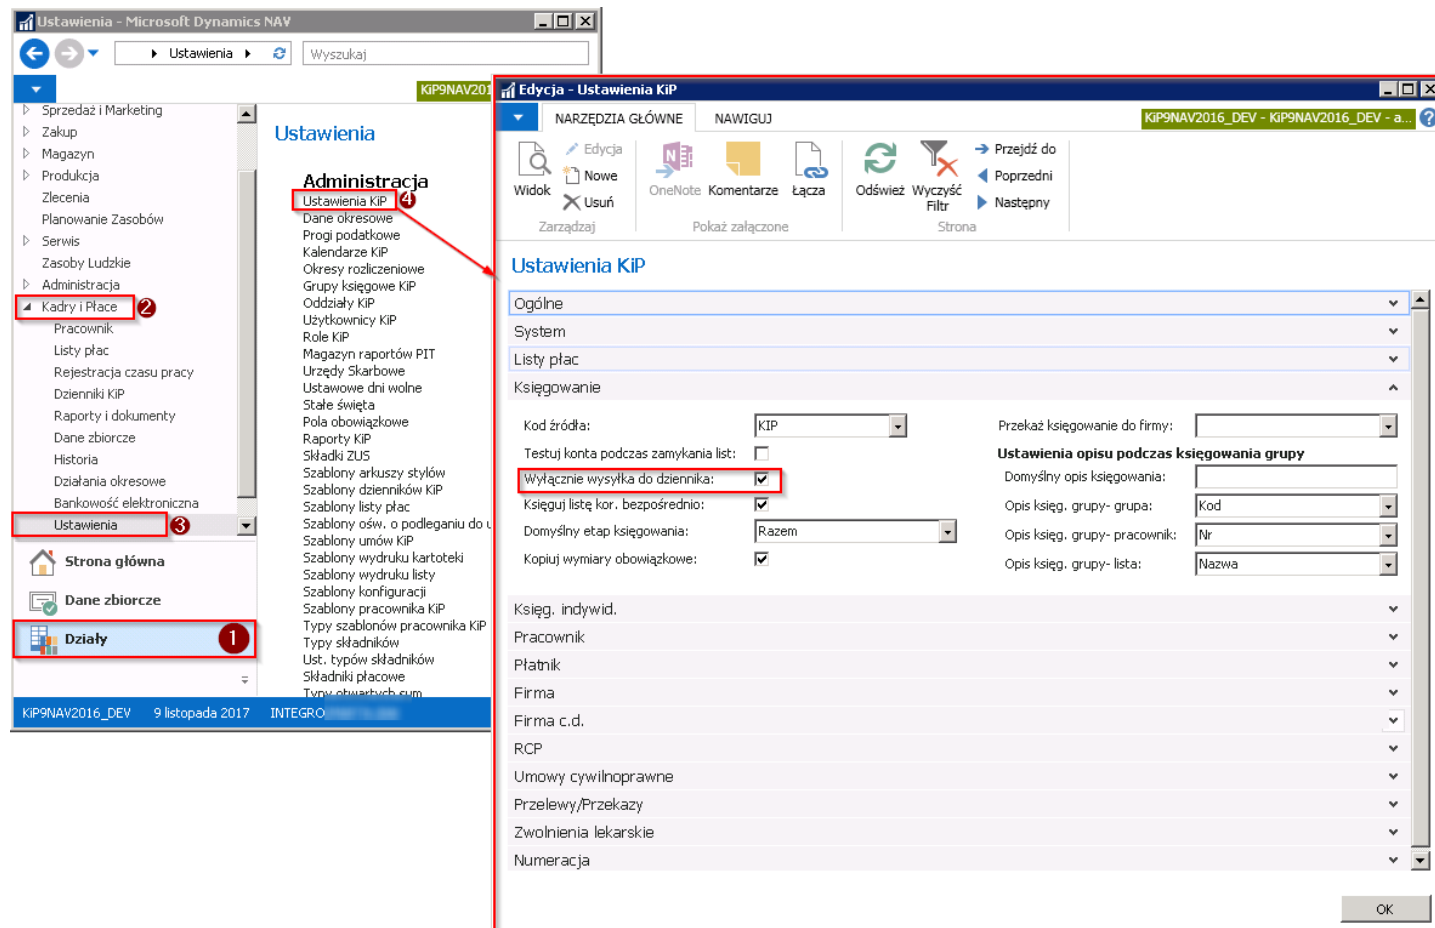 Ustawienia - Microsoft Dynamics NAV
Ustawienia
Wyszukaj
KiP9NAV201
Sprzedaż i Marketing
Zakup
Magazyn
Produkcja
Zlecenia
Planowanie Zasobów
Serwis
Zasoby Ludzkie
Administracja
Kadry i Płace 2
Pracownik
Listy płac
Rejestracja czasu pracy
Dzienniki KiP
Raporty i dokumenty
Dane zbiorcze
Historia
Działania okresowe
Bankowość elektroniczna
Ustawienia 3
Strona główna
Dane zbiorcze
Działy 1
Ustawienia
Administracja
Ustawienia KiP 4
Dane okresowe
Progi podatkowe
Kalendarze KiP
Okresy rozliczeniowe
Grupy księgowe KiP
Oddziały KiP
Użytkownicy KiP
Role KiP
Magazyn raportów PIT
Urzędy Skarbowe
Ustawowe dni wolne
Stałe święta
Pola obowiązkowe
Raporty KiP
Składki ZUS
Szablony arkuszy stylów
Szablony dzienników KiP
Szablony listy płac
Szablony ośw. o podleganiu do u
Szablony umów KiP
Szablony wydruku kartoteki
Szablony wydruku listy
Szablony konfiguracji
Szablony pracownika KiP
Typy szablonów pracownika KiP
Typy składników
Ust. typów składników
Składniki płacowe
Typy otwartych sum
KiP9NAV2016_DEV 9 listopada 2017 INTEGRO
Edycja - Ustawienia KiP
NARZĘDZIA GŁÓWNE NAWIGUJ
KiP9NAV2016_DEV - KiP9NAV2016_DEV - a... ?
Widok
Edycja
Nowe
Usuń
Zarządzaj
OneNote
Komentarze
Łącza
Pokaż załączone
Odśwież
Wyczyść
Filtr
Przejdź do
Poprzedni
Następny
Strona
Ustawienia KiP
Ogólne
System
Listy płac
Księgowanie
Kod źródła: KIP
Testuj konta podczas zamykania list:
Wyłącznie wysyłka do dziennika:
Księguj listę kor. bezpośrednio:
Domyślny etap księgowania: Razem
Kopiuj wymiary obowiązkowe:
Przekaż księgowanie do firmy:
Ustawienia opisu podczas księgowania grupy
Domyślny opis księgowania:
Opis księg. grupy- grupa: Kod
Opis księg. grupy- pracownik: Nr
Opis księg. grupy- lista: Nazwa
Księg. indywid.
Pracownik
Płatnik
Firma
Firma c.d.
RCP
Umowy cywilnoprawne
Przelewy/Przekazy
Zwolnienia lekarskie
Numeracja
OK